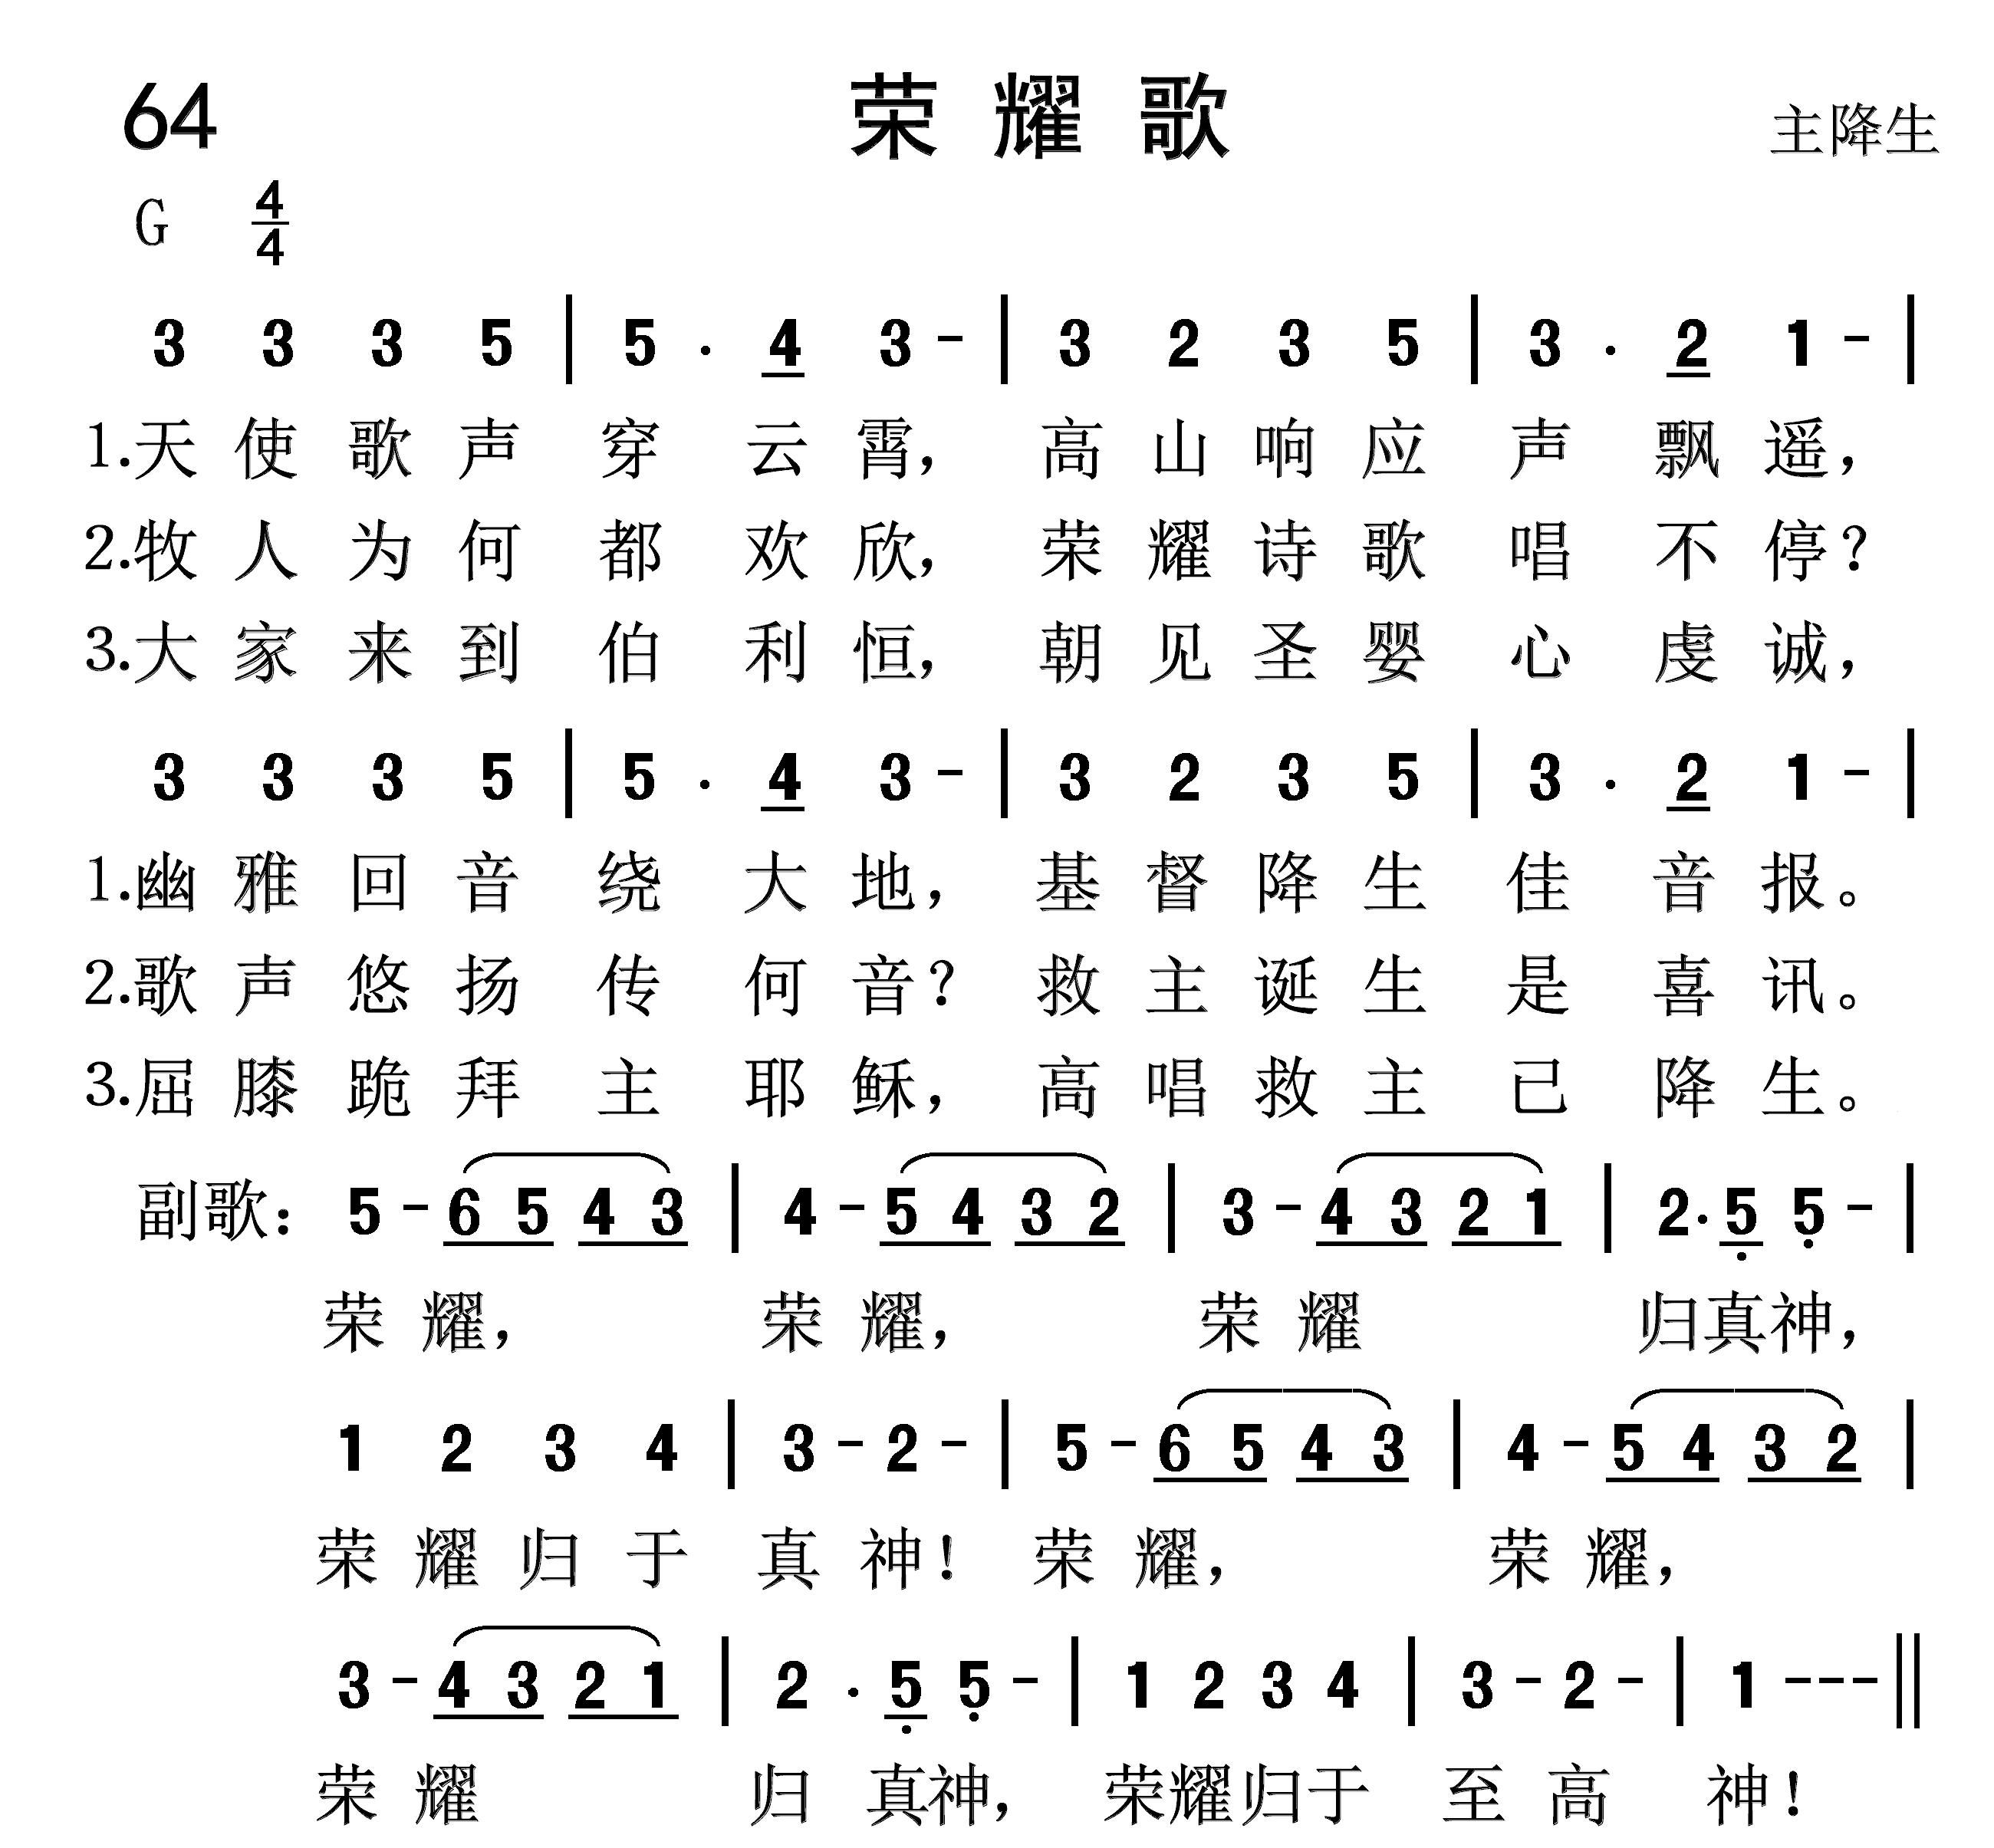 64 荣耀歌 主降生
G 4/4
3 3 3 5 | 5 . 4 3 - | 3 2 3 5 | 3 . 2 1 - |
1.天使歌声穿云霄，高山响应声飘遥，
2.牧人为何都欢欣，荣耀诗歌唱不停？
3.大家来到伯利恒，朝见圣婴心虔诚，
3 3 3 5 | 5 . 4 3 - | 3 2 3 5 | 3 . 2 1 - |
1.幽雅回音绕大地，基督降生佳音报。
2.歌声悠扬传何音？救主诞生是喜讯。
3.屈膝跪拜主耶稣，高唱救主已降生。
副歌： 5 - 6 5 4 3 | 4 - 5 4 3 2 | 3 - 4 3 2 1 | 2 . 5 5 - |
荣耀，荣耀，荣耀归真神，
1 2 3 4 | 3 - 2 - | 5 - 6 5 4 3 | 4 - 5 4 3 2 |
荣耀归于真神！荣耀，荣耀，
3 - 4 3 2 1 | 2 . 5 5 - | 1 2 3 4 | 3 - 2 - | 1 - - - ||
荣耀归真神，荣耀归于至高神！